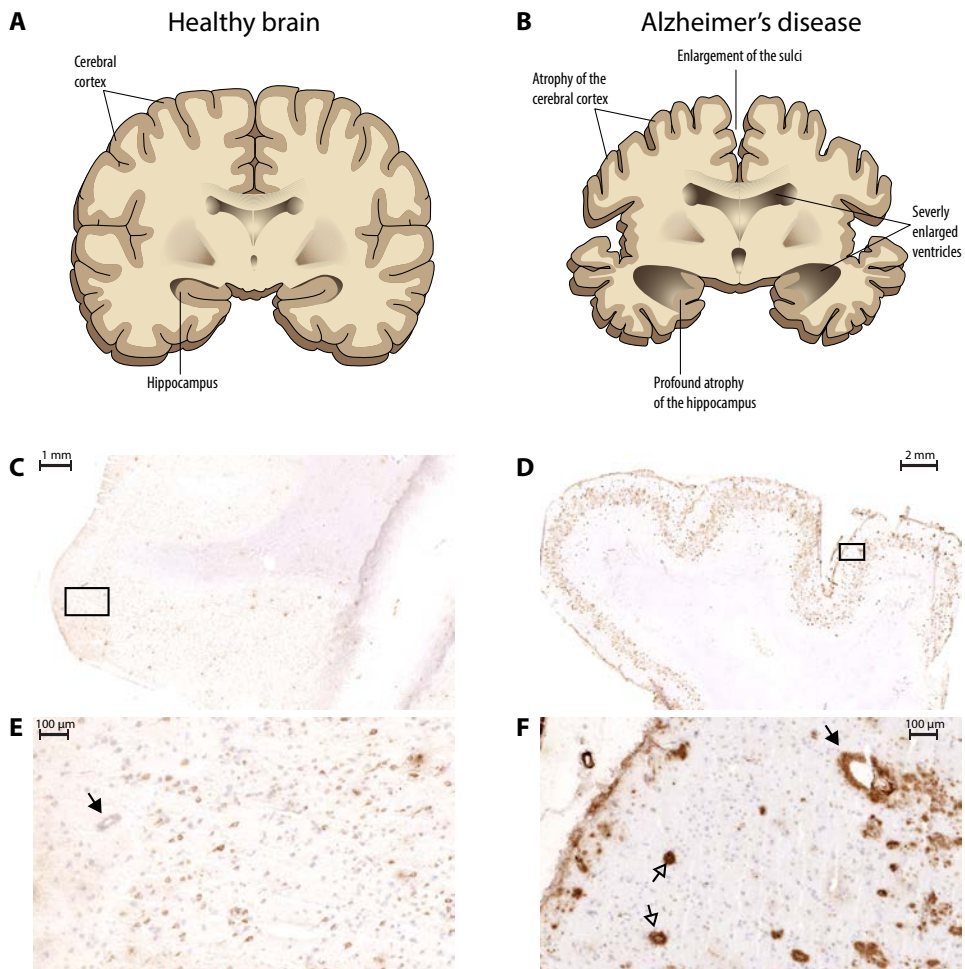 A
Healthy brain
Cerebral
cortex
Hippocampus
B
Alzheimer's disease
Enlargement of the sulci
Atrophy of the
cerebral cortex
Severly
enlarged
ventricles
Profound atrophy
of the hippocampus
C
1 mm
D
2 mm
E
100 µm
F
100 µm